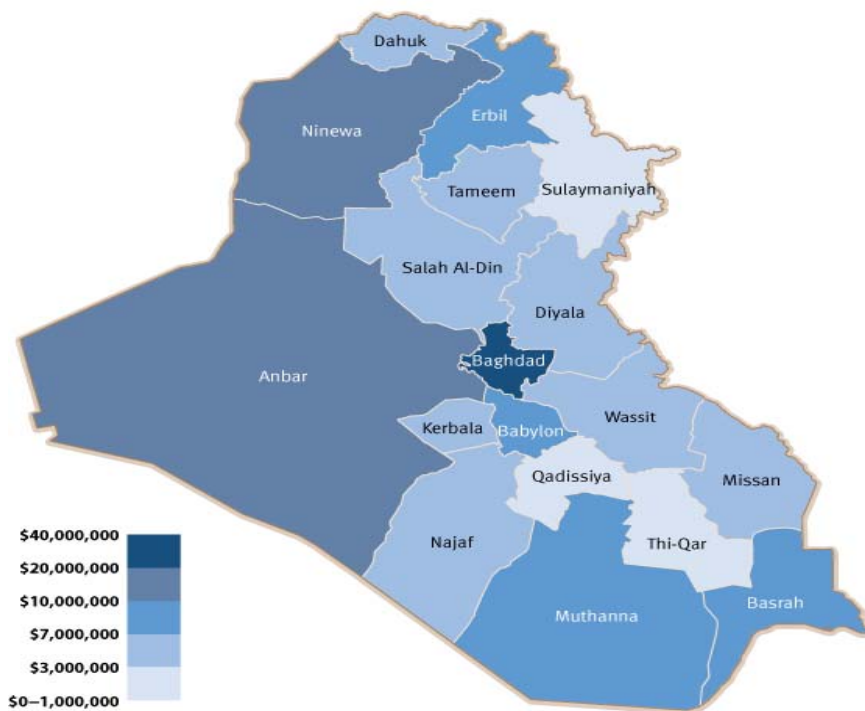 Dahuk
Erbil
Ninewa
Tameem
Sulaymaniyah
Salah Al-Din
Diyala
Baghdad
Anbar
Wassit
Kerbala
Babylon
Qadissiya
Missan
Najaf
Thi-Qar
Basrah
Muthanna
$40,000,000
$20,000,000
$10,000,000
$7,000,000
$3,000,000
$0–1,000,000